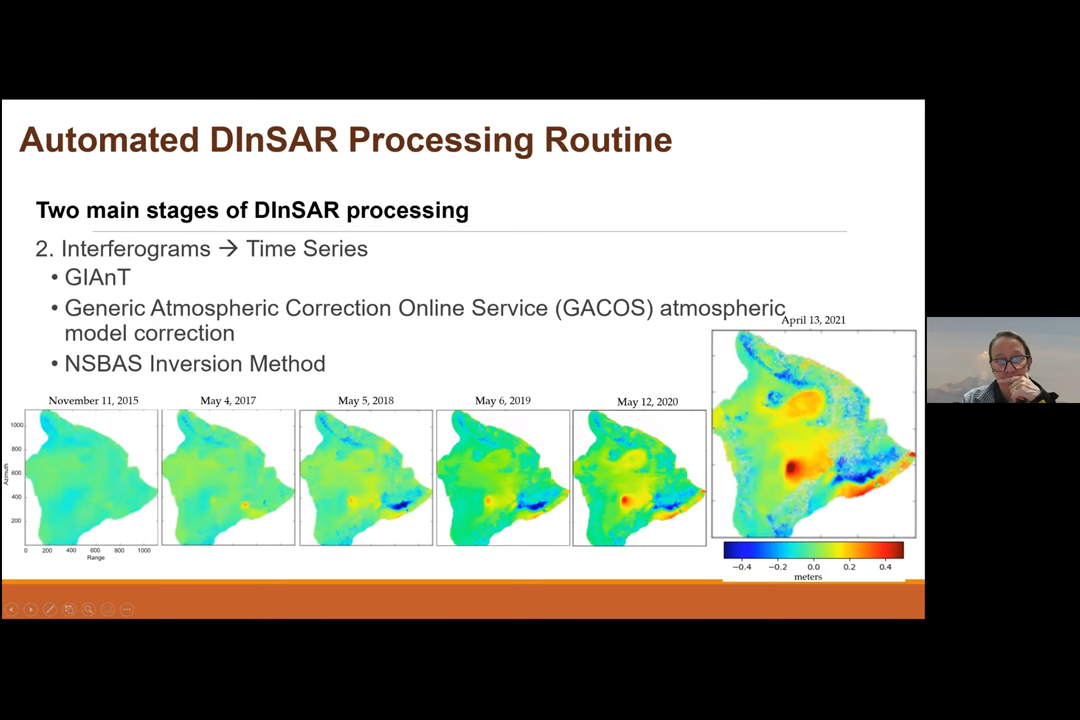 Automated DInSAR Processing Routine
Two main stages of DInSAR processing
2. Interferograms → Time Series
• GIAnT
• Generic Atmospheric Correction Online Service (GACOS) atmospheric
model correction
• NSBAS Inversion Method
April 13, 2021
November 11, 2015
May 4, 2017
May 5, 2018
May 6, 2019
May 12, 2020
1000
800
600
400
200
Azimuth
0 200 400 600 800 1000
Range
−0.4 −0.2 0.0 0.2 0.4
meters